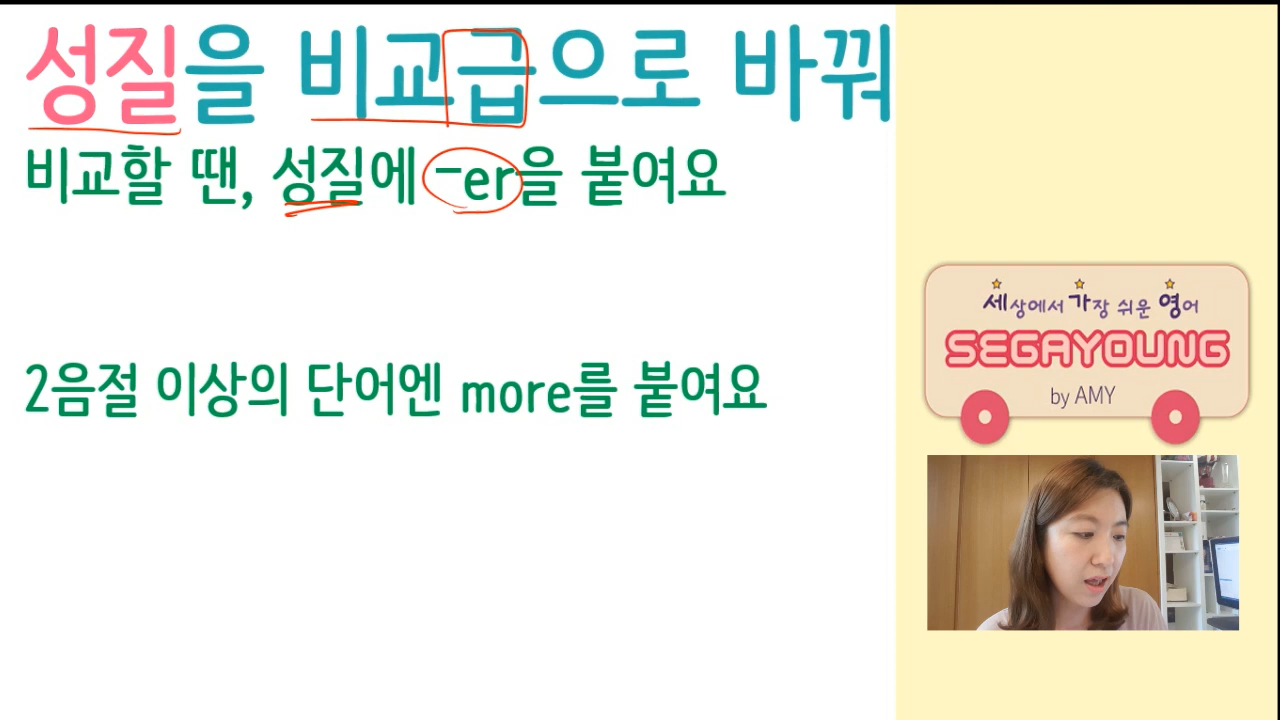 성질을 비교급으로 바꿔
비교할 땐, 성질에 -er을 붙여요
2음절 이상의 단어엔 more를 붙여요
세상에서 가장 쉬운 영어
SEGAYOUNG
by AMY